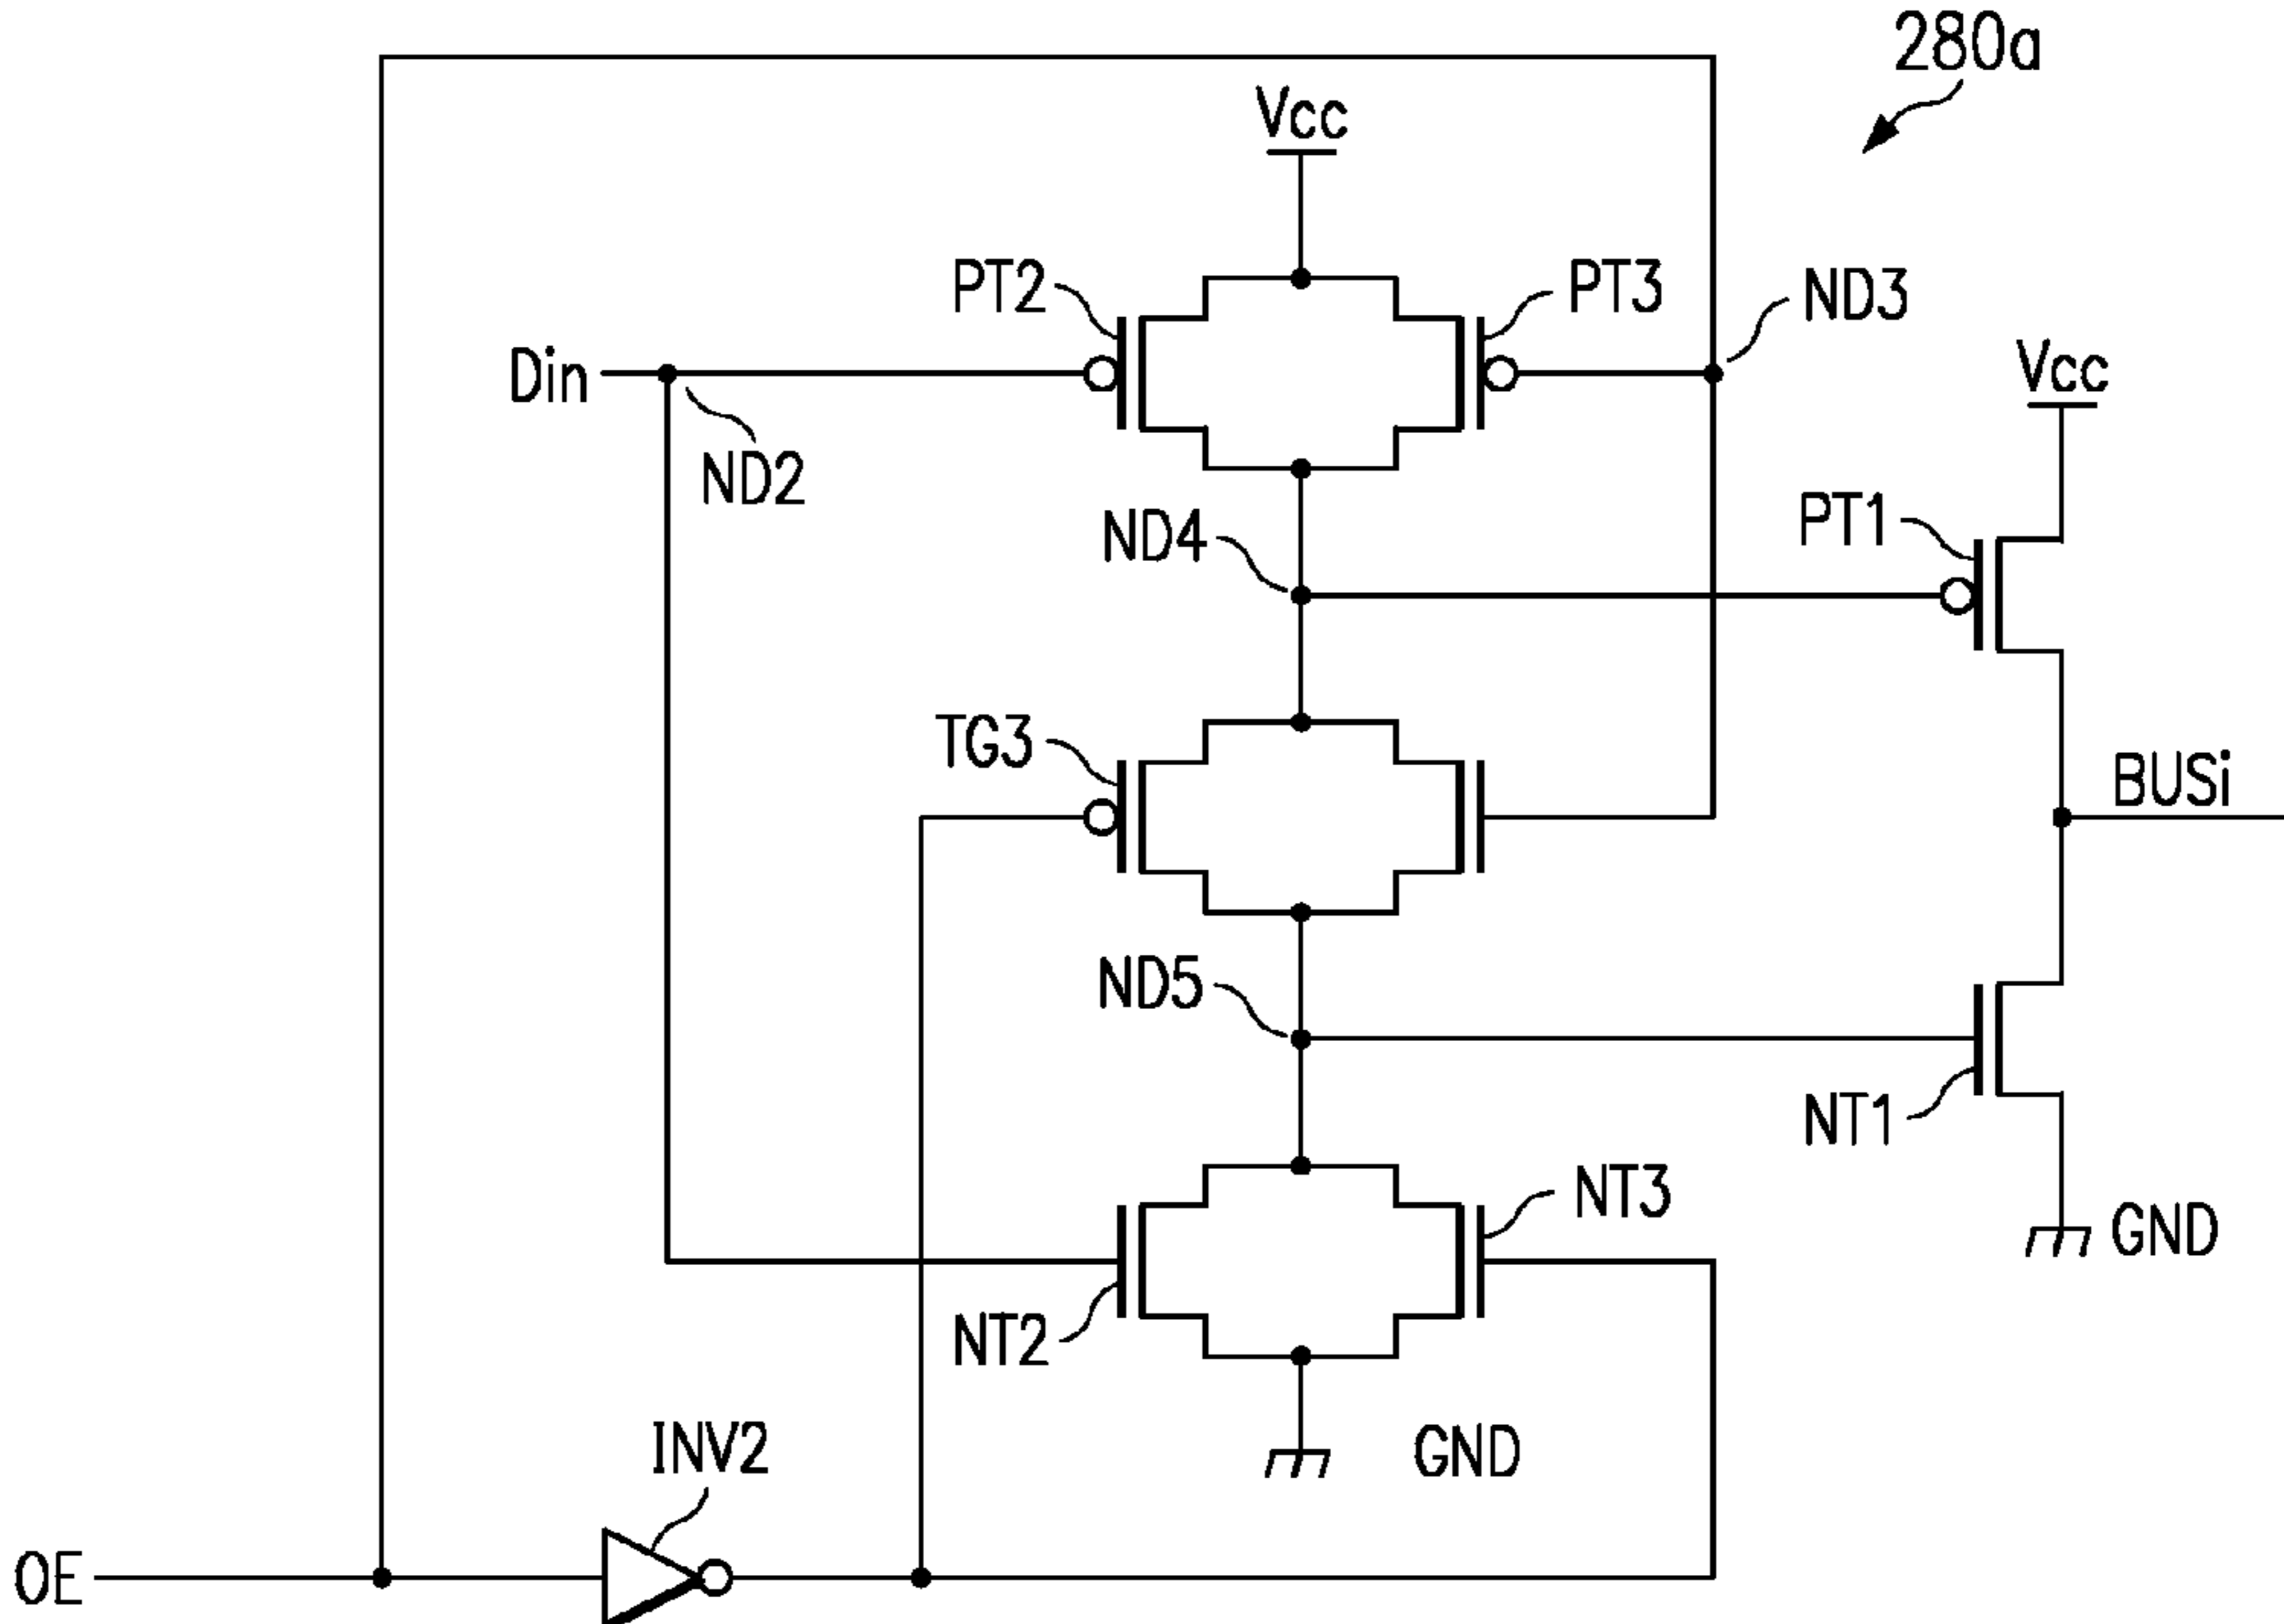 280a
Vcc
PT2
PT3
ND3
Din
Vcc
ND2
PT1
ND4
TG3
BUSi
ND5
NT1
NT3
GND
NT2
INV2
GND
OE